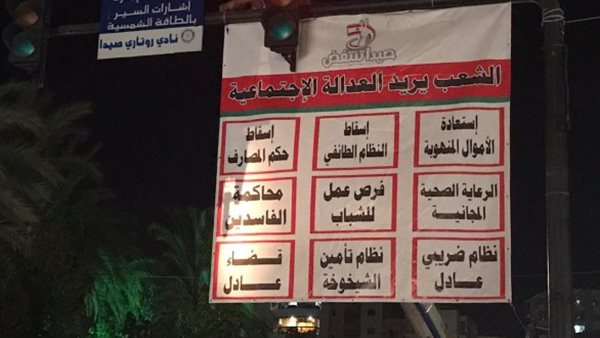 إشارات السير
بالطاقة الشمسية
نادي روتاري صيدا
صيدا تنتفض
الشعب يريد العدالة الإجتماعية
إستعادة
الأموال المنهوبة
إسقاط
النظام الطائفي
إسقاط
حكم المصارف
الرعاية الصحية
المجانية
فرص عمل
للشباب
محاكمة
الفاسدين
نظام ضريبي
عادل
نظام تأمين
الشيخوخة
قضاء
عادل